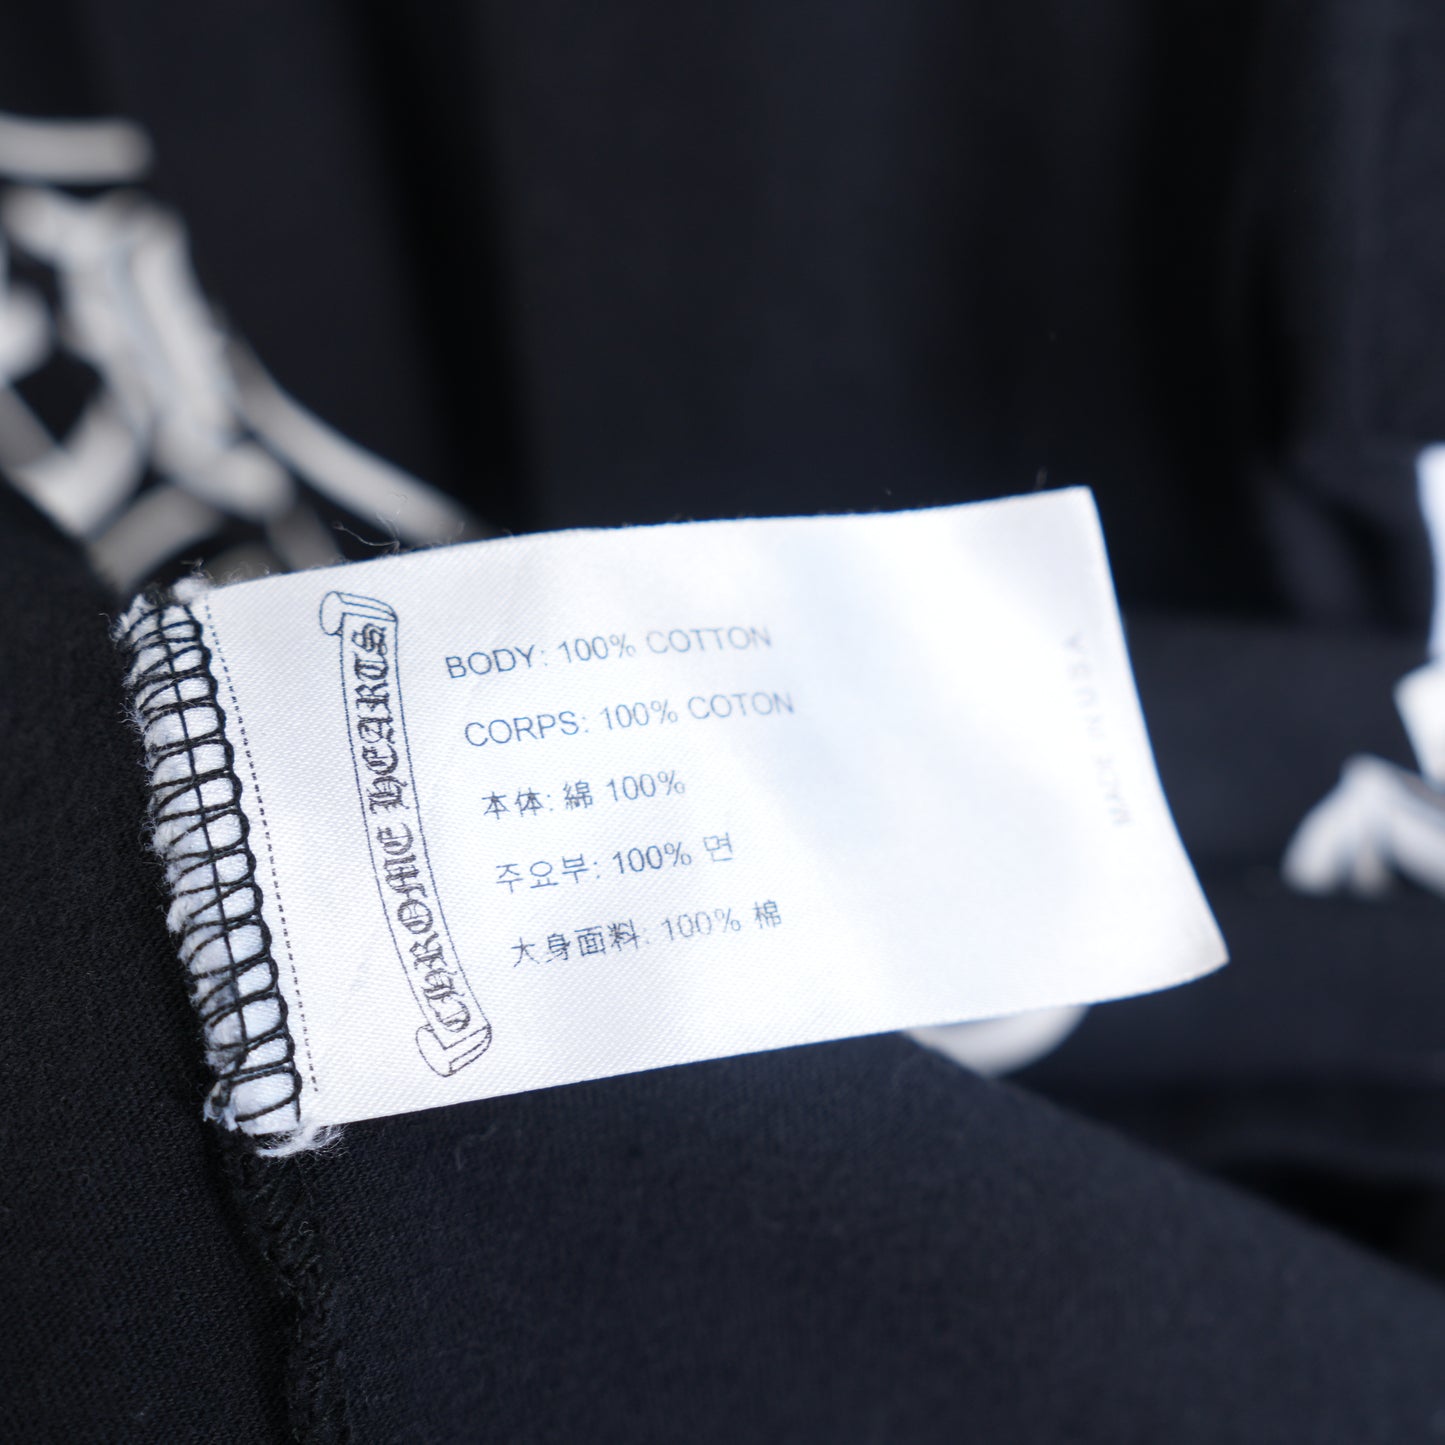 CHROME HEARTS
BODY: 100% COTTON
CORPS: 100% COTON
本体: 綿 100%
주요부: 100% 면
大身面料: 100% 棉
MADE IN USA